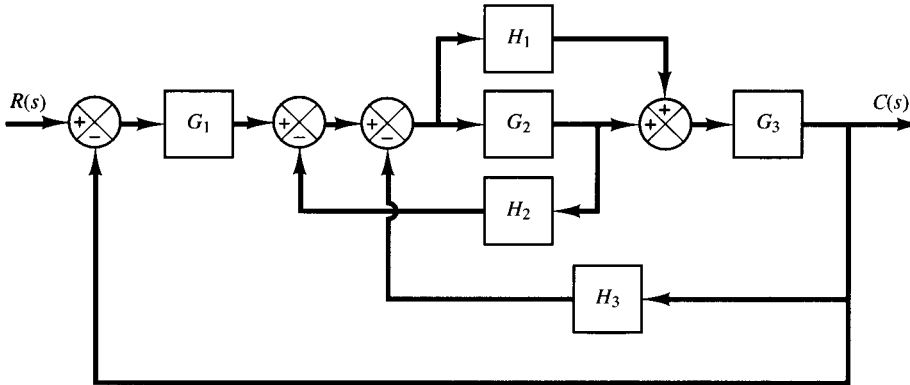 H1
R(s)
C(s)
+
−
G1
+
−
−
G2
+
+
G3
H2
H3